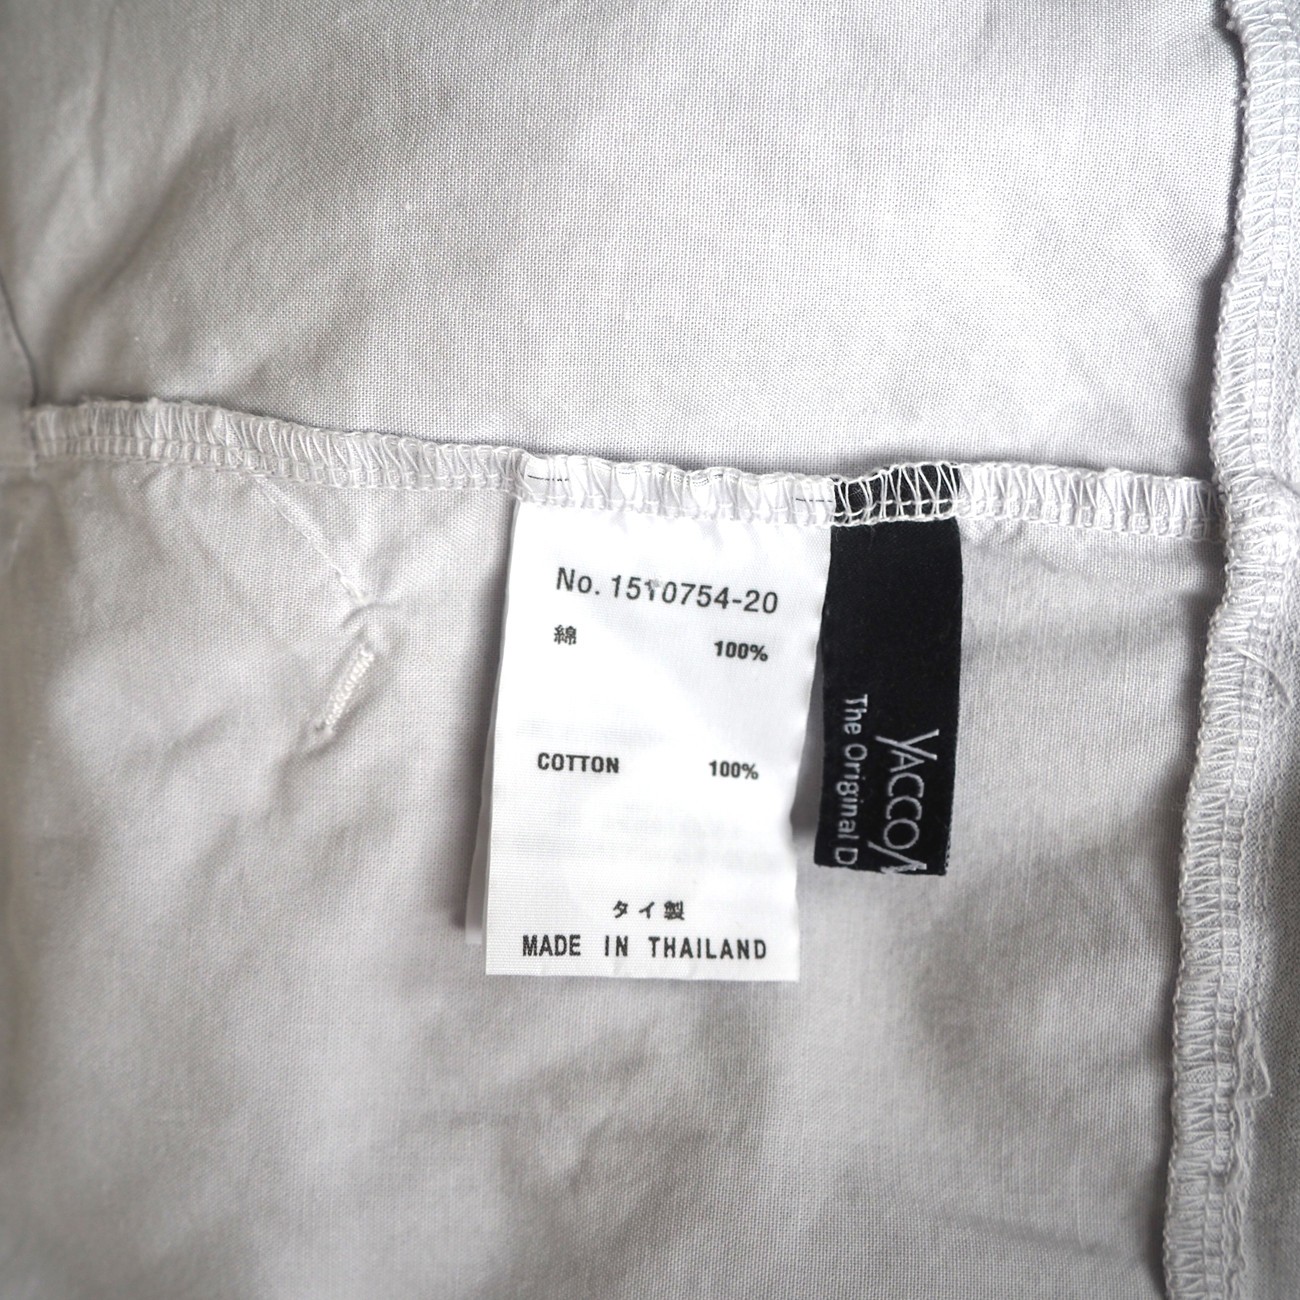 No. 1510754-20
綿 100%
COTTON 100%
タイ製
MADE IN THAILAND
YACCO
The Original D